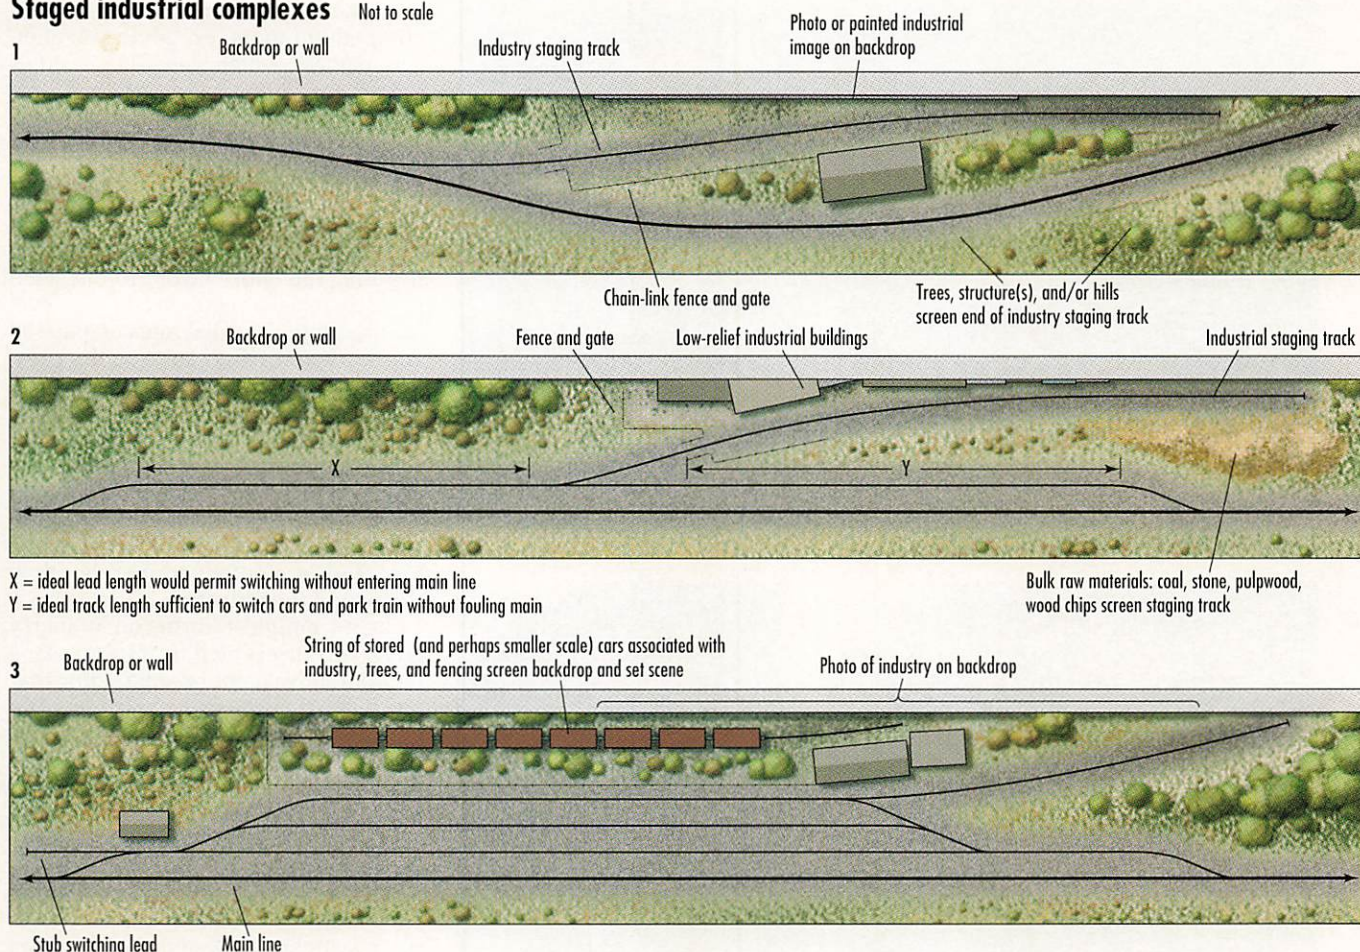 Staged industrial complexes Not to scale
1
Backdrop or wall
Industry staging track
Photo or painted industrial
image on backdrop
Chain-link fence and gate
Trees, structure(s), and/or hills
screen end of industry staging track
2
Backdrop or wall
Fence and gate
Low-relief industrial buildings
Industrial staging track
X
Y
X = ideal lead length would permit switching without entering main line
Y = ideal track length sufficient to switch cars and park train without fouling main
Bulk raw materials: coal, stone, pulpwood,
wood chips screen staging track
3
Backdrop or wall
String of stored (and perhaps smaller scale) cars associated with
industry, trees, and fencing screen backdrop and set scene
Photo of industry on backdrop
Stub switching lead
Main line